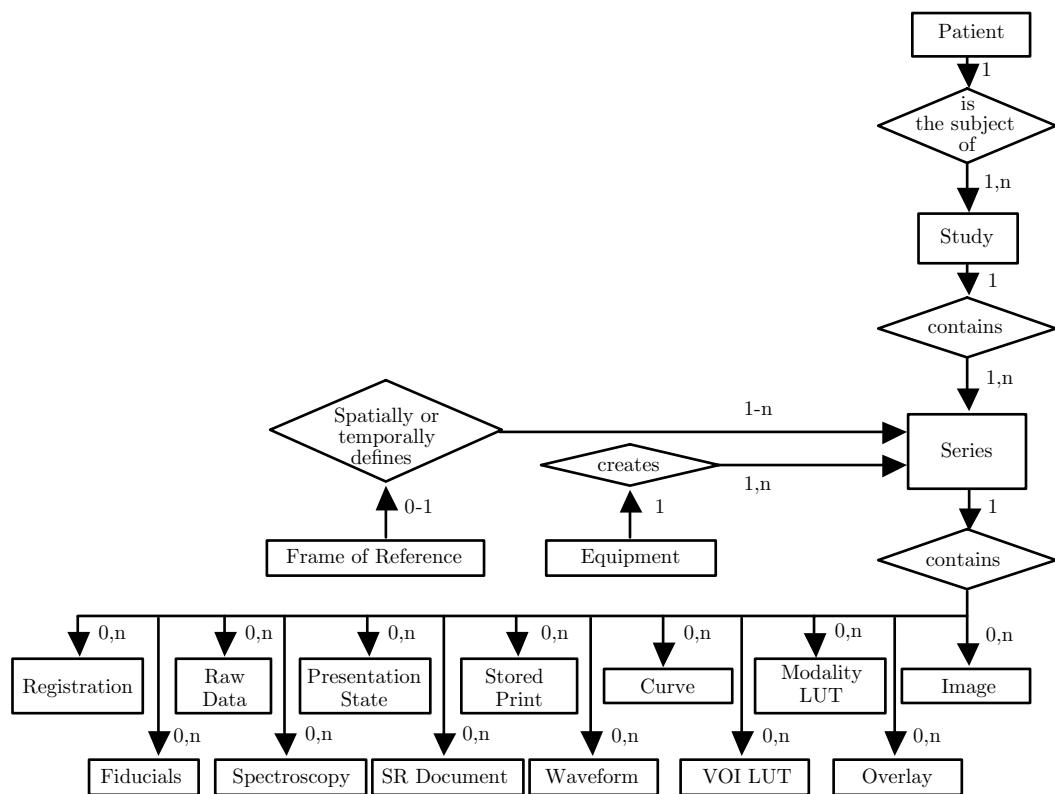 Patient
1
is
the subject
of
1,n
Study
1
contains
1,n
Spatially or
temporally
defines
1-n
Series
creates
1,n
0-1
1
1
Frame of Reference
Equipment
contains
0,n
0,n
0,n
0,n
0,n
0,n
0,n
Registration
Raw
Data
Presentation
State
Stored
Print
Curve
Modality
LUT
Image
0,n
0,n
0,n
0,n
0,n
0,n
Fiducials
Spectroscopy
SR Document
Waveform
VOI LUT
Overlay